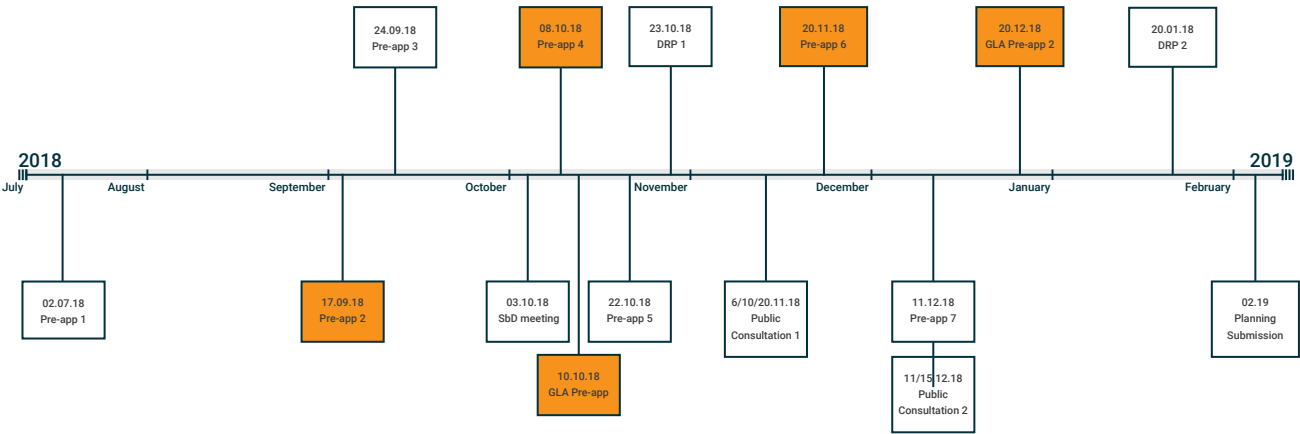 24.09.18
Pre-app 3
08.10.18
Pre-app 4
23.10.18
DRP 1
20.11.18
Pre-app 6
20.12.18
GLA Pre-app 2
20.01.18
DRP 2
2018
2019
July
August
September
October
November
December
January
February
02.07.18
Pre-app 1
17.09.18
Pre-app 2
03.10.18
SbD meeting
22.10.18
Pre-app 5
6/10/20.11.18
Public
Consultation 1
11.12.18
Pre-app 7
02.19
Planning
Submission
10.10.18
GLA Pre-app
11/15.12.18
Public
Consultation 2